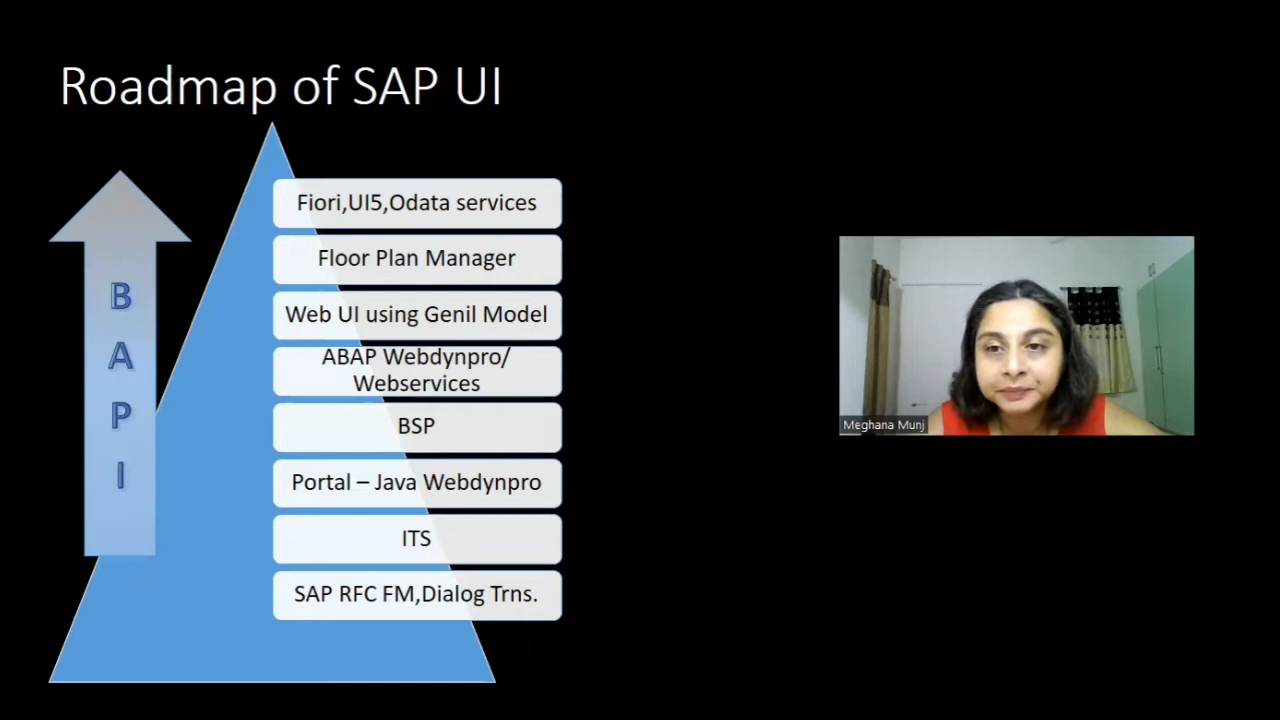 Roadmap of SAP UI
B
A
P
I
Fiori,UI5,Odata services
Floor Plan Manager
Web UI using Genil Model
ABAP Webdynpro/
Webservices
BSP
Portal – Java Webdynpro
ITS
SAP RFC FM,Dialog Trns.
Meghana Munj